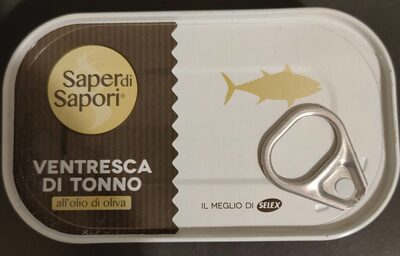 Saper di
Sapori®
VENTRESCA
DI TONNO
all'olio di oliva
IL MEGLIO DI SELEX